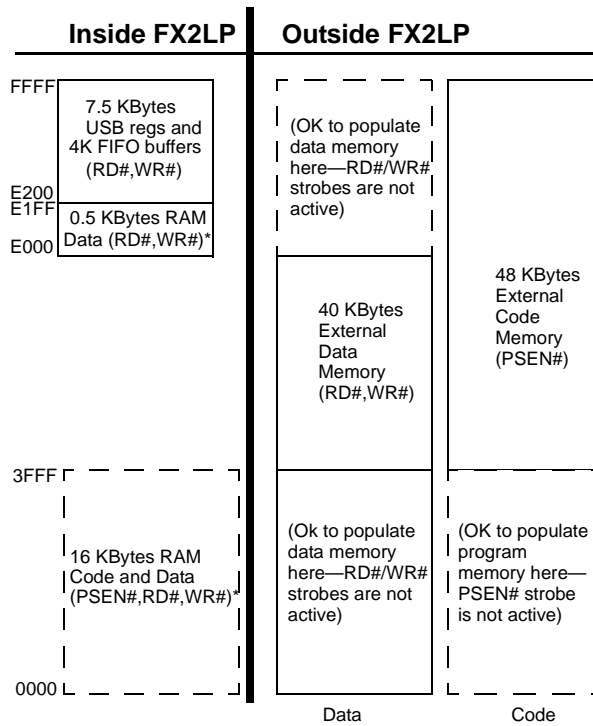 Inside FX2LP
Outside FX2LP
FFFF
7.5 KBytes
USB regs and
4K FIFO buffers
(RD#,WR#)
E200
E1FF
0.5 KBytes RAM
Data (RD#,WR#)*
E000
(OK to populate
data memory
here—RD#/WR#
strobes are not
active)
40 KBytes
External
Data
Memory
(RD#,WR#)
48 KBytes
External
Code
Memory
(PSEN#)
3FFF
16 KBytes RAM
Code and Data
(PSEN#,RD#,WR#)*
0000
(Ok to populate
data memory
here—RD#/WR#
strobes are not
active)
(OK to populate
program
memory here—
PSEN# strobe
is not active)
Data
Code